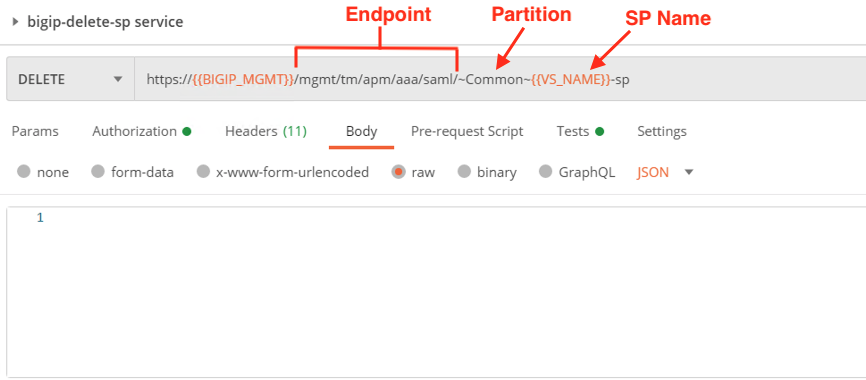 Endpoint Partition SP Name
bigip-delete-sp service
DELETE https://{{BIGIP_MGMT}}/mgmt/tm/apm/aaa/saml/~Common~{{VS_NAME}}-sp
Params Authorization Headers (11) Body Pre-request Script Tests Settings
none form-data x-www-form-urlencoded raw binary GraphQL JSON
1